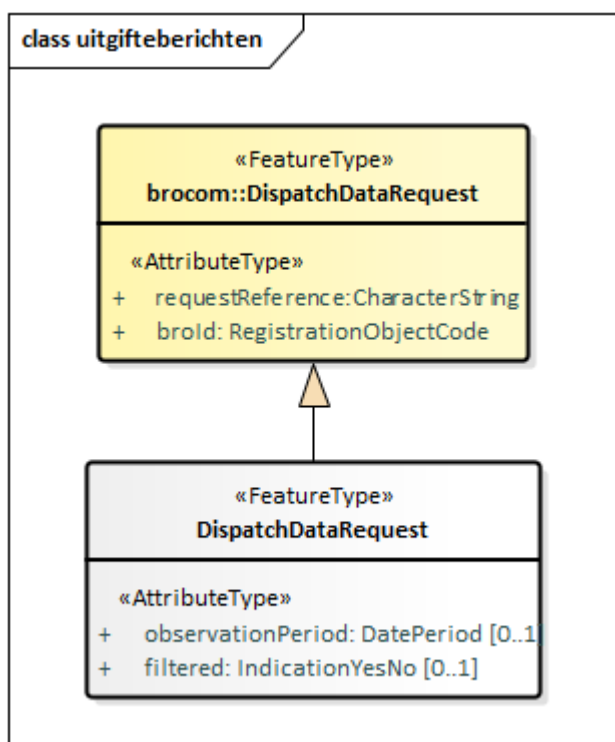 class uitgifteberichten
«FeatureType»
brocom::DispatchDataRequest
«AttributeType»
+ requestReference:CharacterString
+ broId: RegistrationObjectCode
«FeatureType»
DispatchDataRequest
«AttributeType»
+ observationPeriod: DatePeriod [0..1]
+ filtered: IndicationYesNo [0..1]